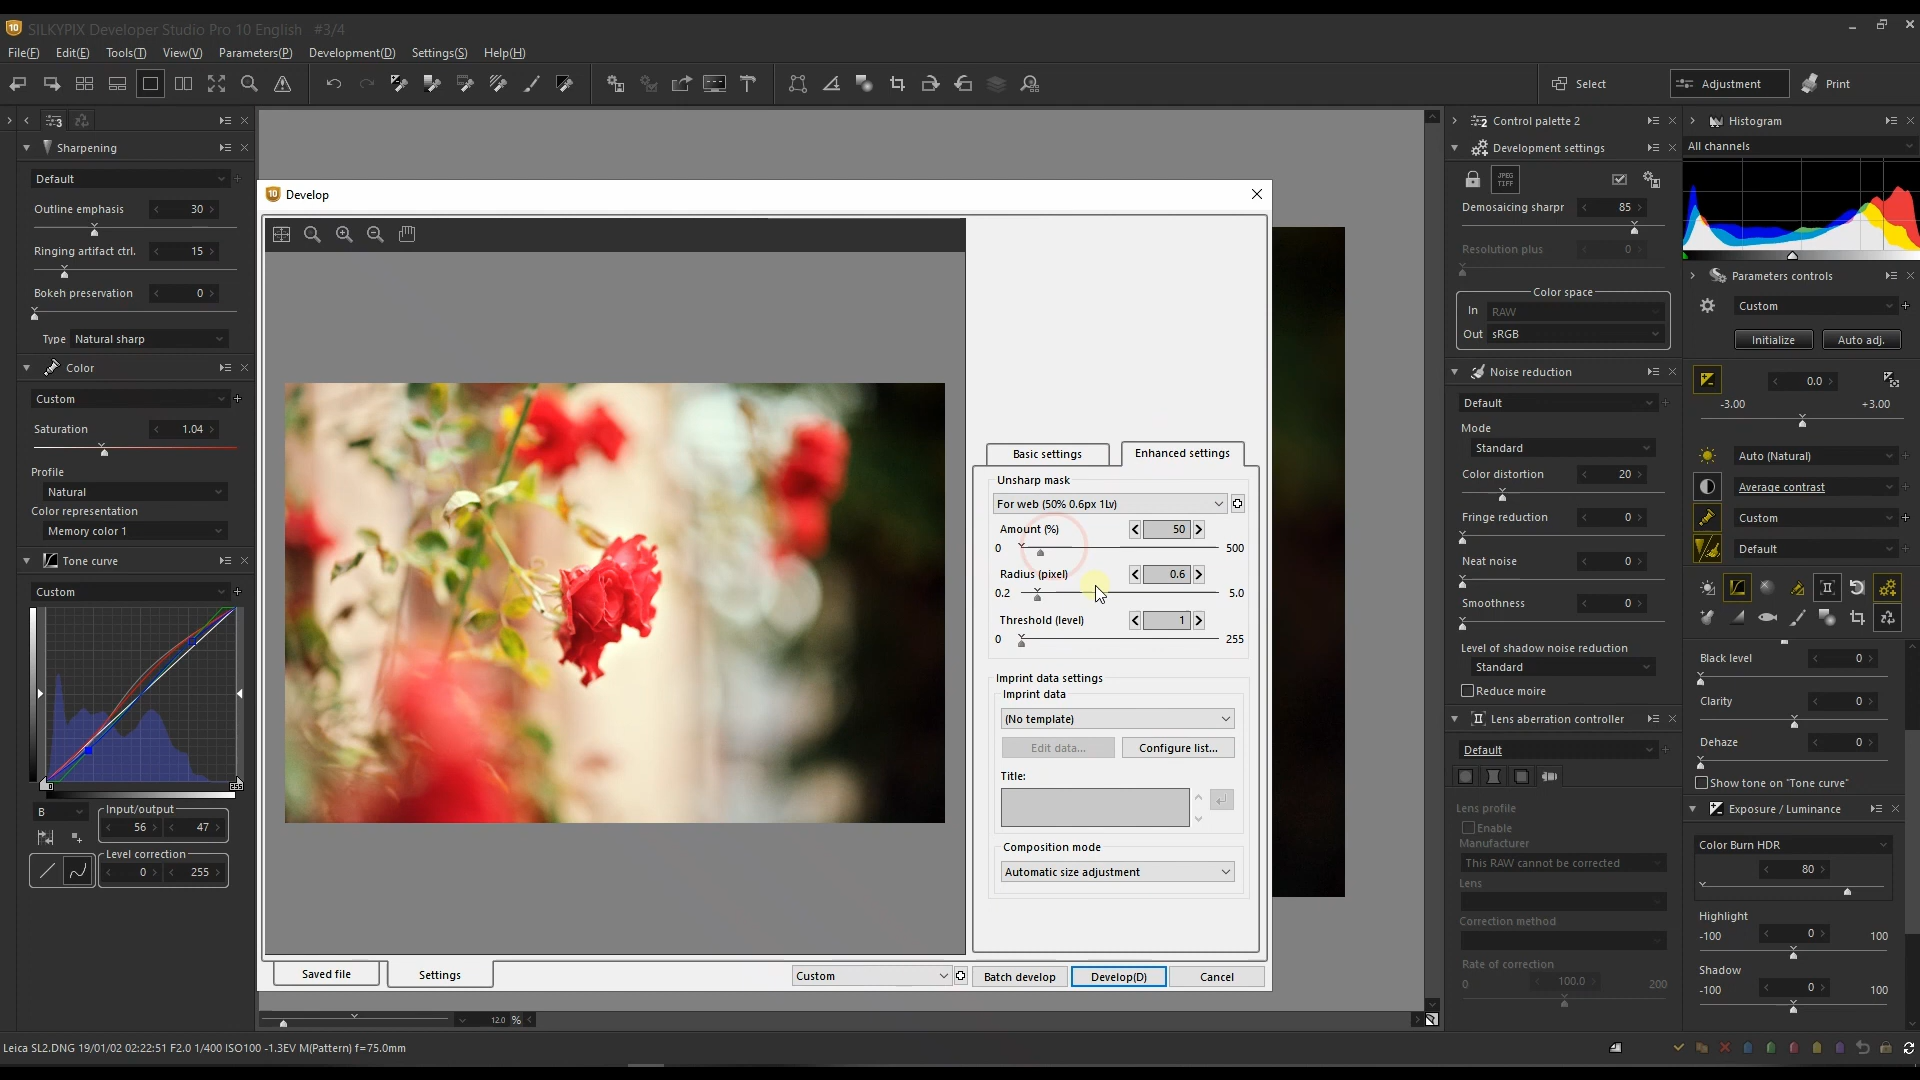 SILKYPIX Developer Studio Pro 10 English   #3/4
File(F) Edit(E) Tools(T) View(V) Parameters(P) Development(D) Settings(S) Help(H)
Select Adjustment Print
3
Sharpening
Default
Outline emphasis 30
Ringing artifact ctrl. 15
Bokeh preservation 0
Type Natural sharp
Color
Custom
Saturation 1.04
Profile
Natural
Color representation
Memory color 1
Tone curve
Custom
0 255
B
Input/output
56 47
Level correction
0 255
10 Develop
Basic settings Enhanced settings
Unsharp mask
For web (50% 0.6px 1Lv)
Amount (%) 50
0 500
Radius (pixel) 0.6
0.2 5.0
Threshold (level) 1
0 255
Imprint data settings
Imprint data
(No template)
Edit data... Configure list...
Title:
Composition mode
Automatic size adjustment
Saved file Settings Custom Batch develop Develop(D) Cancel
12.0 %
Control palette 2
Development settings
JPEG
TIFF
Demosaicing sharpr 85
Resolution plus 0
Color space
In RAW
Out sRGB
Noise reduction
Default
Mode
Standard
Color distortion 20
Fringe reduction 0
Neat noise 0
Smoothness 0
Level of shadow noise reduction
Standard
Reduce moire
Lens aberration controller
Default
Lens profile
Enable
Manufacturer
This RAW cannot be corrected
Lens
Correction method
Rate of correction
0 100.0 200
Histogram
All channels
Parameters controls
Custom
Initialize Auto adj.
0.0
-3.00 +3.00
Auto (Natural)
Average contrast
Custom
Default
Black level 0
Clarity 0
Dehaze 0
Show tone on "Tone curve"
Exposure / Luminance
Color Burn HDR
80
Highlight
-100 0 100
Shadow
-100 0 100
Leica SL2.DNG 19/01/02 02:22:51 F2.0 1/400 ISO100 -1.3EV M(Pattern) f=75.0mm